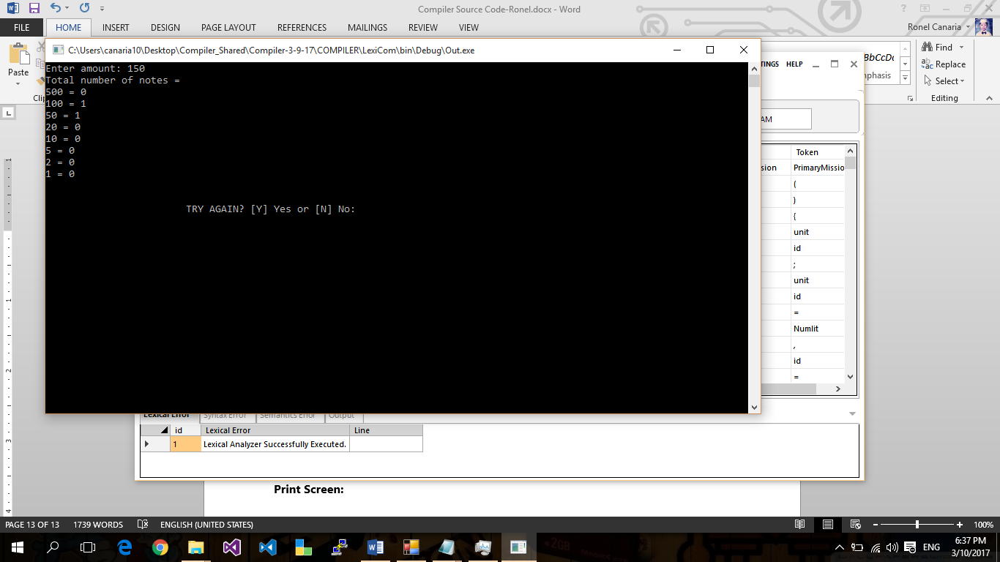 Compiler Source Code-Ronel.docx - Word
FILE HOME INSERT DESIGN PAGE LAYOUT REFERENCES MAILINGS REVIEW VIEW Ronel Canaria
Paste
Find
Replace
Select
Editing
C:\Users\canaria10\Desktop\Compiler_Shared\Compiler-3-9-17\COMPILER\LexiCom\bin\Debug\Out.exe
Enter amount: 150
Total number of notes =
500 = 0
100 = 1
50 = 1
20 = 0
10 = 0
5 = 0
2 = 0
1 = 0
TRY AGAIN? [Y] Yes or [N] No:
TINGS HELP
AM
Token
sion PrimaryMissio
(
)
{
unit
id
;
unit
id
=
Numlit
,
id
=
Lexical Error Syntax Error Semantics Error Output
id Lexical Error Line
1 Lexical Analyzer Successfully Executed.
Print Screen:
PAGE 13 OF 13 1739 WORDS ENGLISH (UNITED STATES) 100%
ENG
6:37 PM
3/10/2017